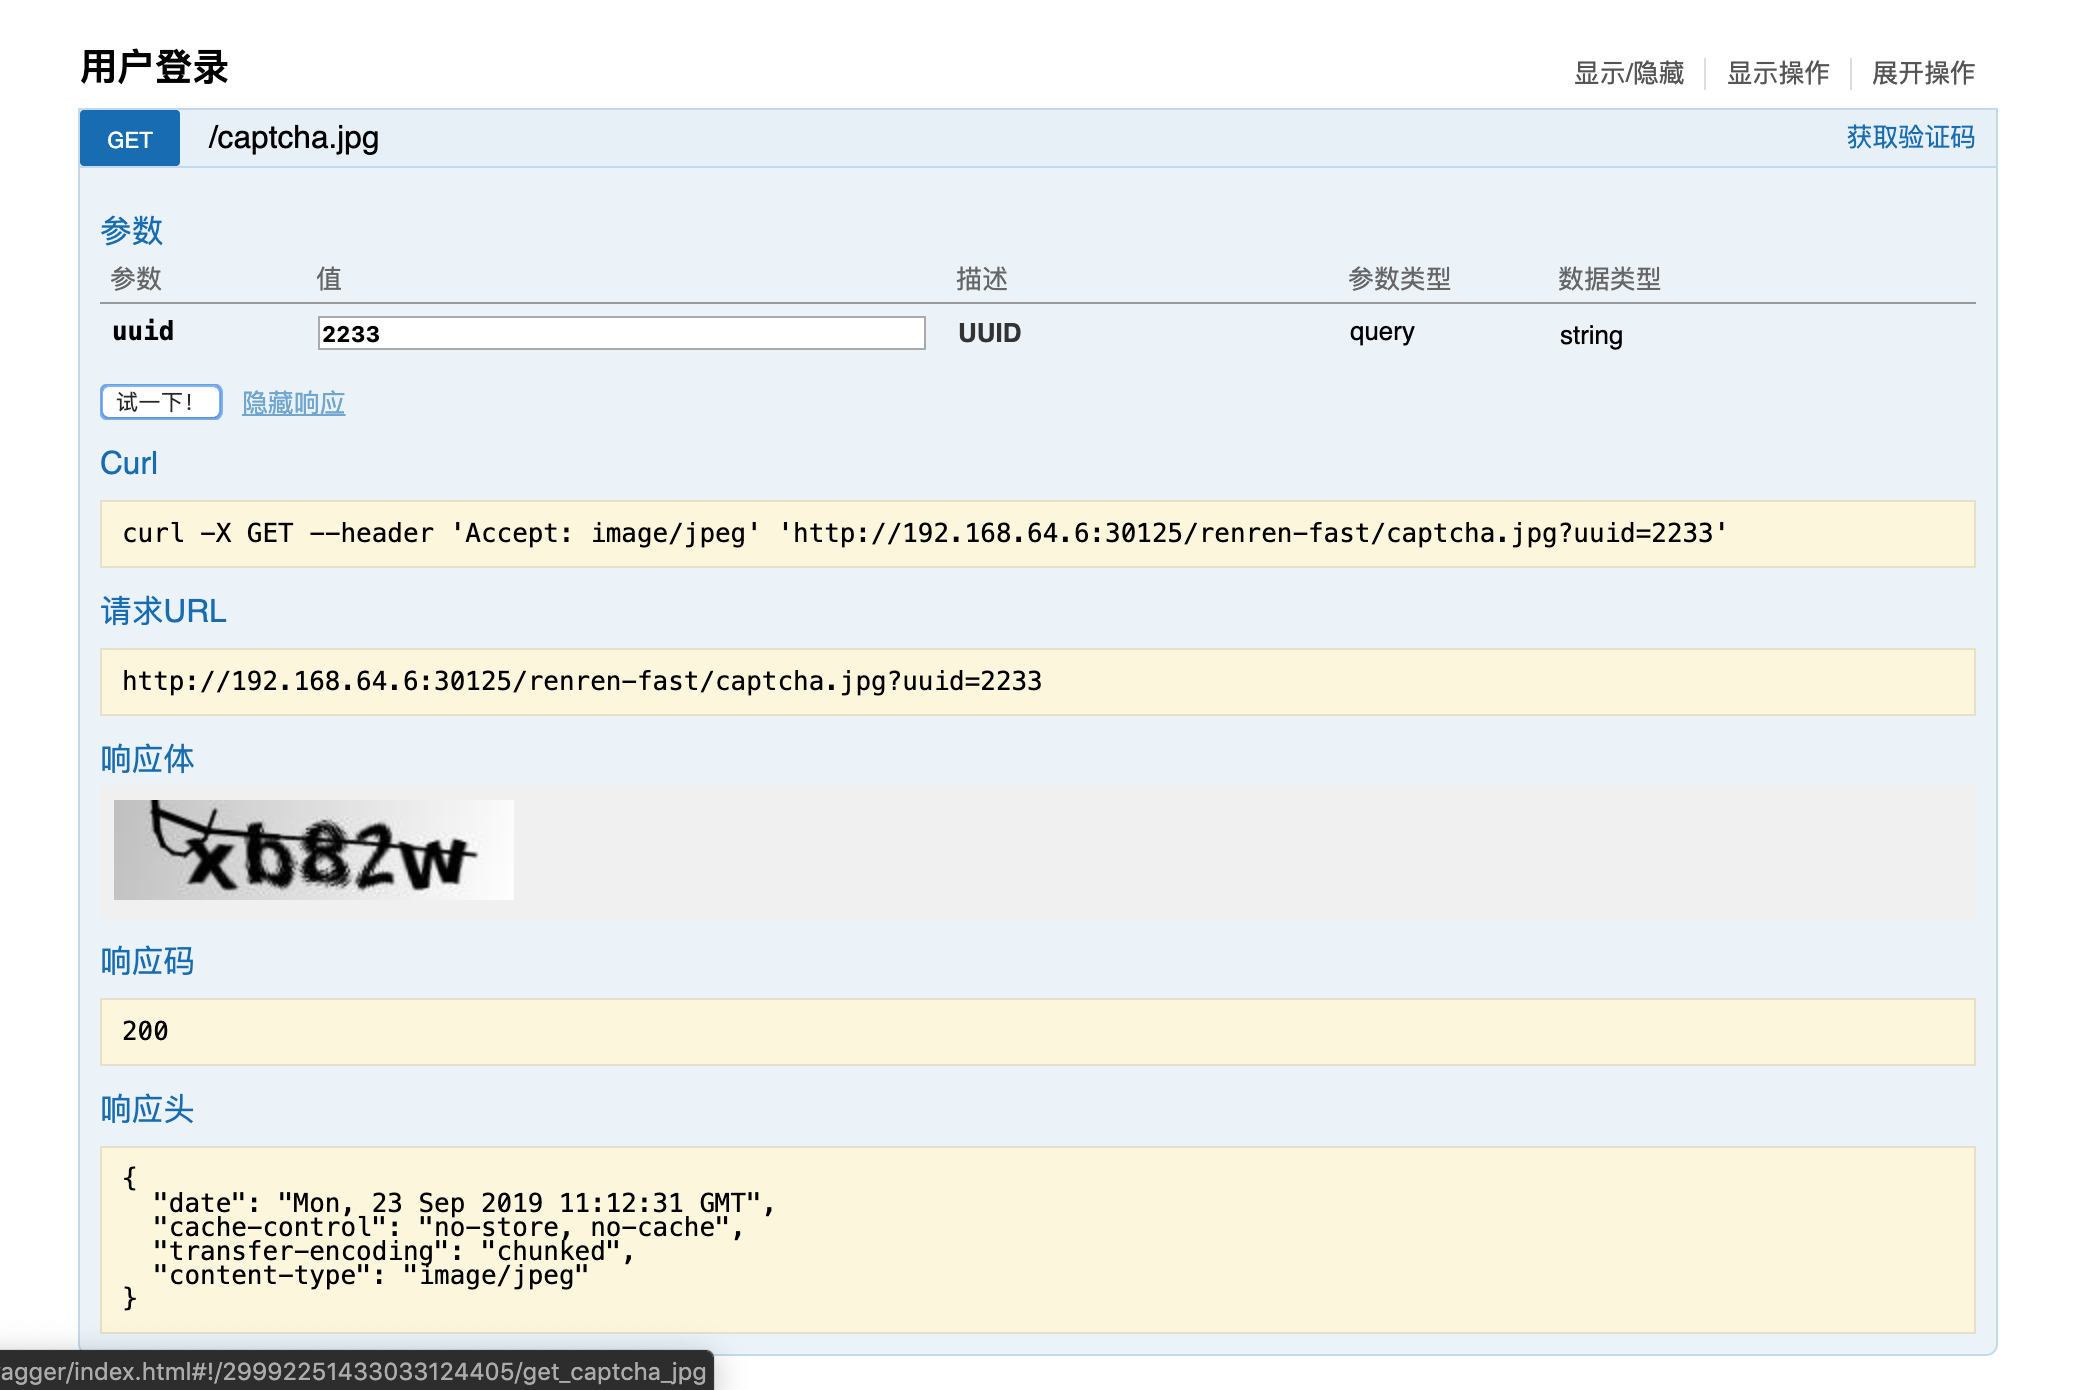 用户登录
显示/隐藏 显示操作 展开操作
GET /captcha.jpg 获取验证码
参数
参数 值 描述 参数类型 数据类型
uuid 2233 UUID query string
试一下! 隐藏响应
Curl
curl -X GET --header 'Accept: image/jpeg' 'http://192.168.64.6:30125/renren-fast/captcha.jpg?uuid=2233'
请求URL
http://192.168.64.6:30125/renren-fast/captcha.jpg?uuid=2233
响应体
xb82w
响应码
200
响应头
{
"date": "Mon, 23 Sep 2019 11:12:31 GMT",
"cache-control": "no-store, no-cache",
"transfer-encoding": "chunked",
"content-type": "image/jpeg"
}
agger/index.html#!/29992251433033124405/get_captcha_jpg